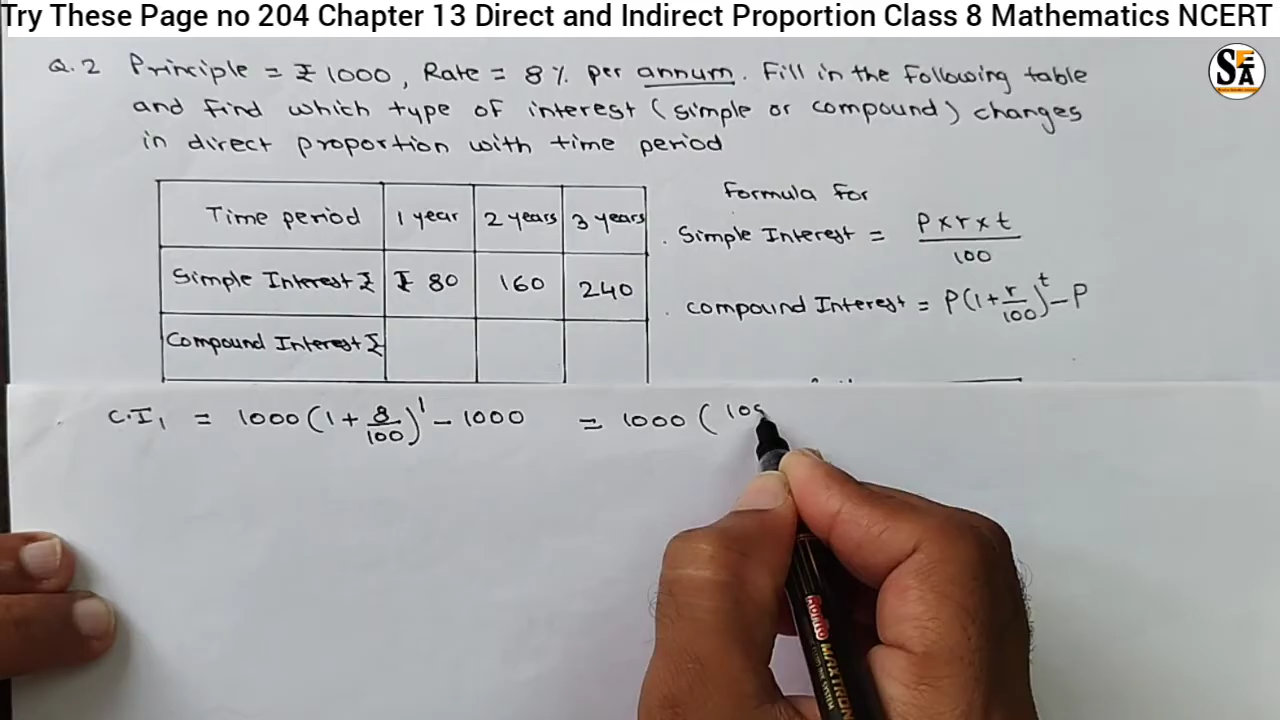 Try These Page no 204 Chapter 13 Direct and Indirect Proportion Class 8 Mathematics NCERT
Q.2 Principle = ₹ 1000, Rate = 8% per annum. Fill in the following table
and find which type of interest (simple or compound) changes
in direct proportion with time period
Time period 1 year 2 years 3 years
Simple Interest ₹ ₹ 80 160 240
Compound Interest ₹
Formula for
Simple Interest = P×r×t/100
Compound Interest = P(1+r/100)^t - P
C.I₁ = 1000(1+8/100)^1 - 1000 = 1000(108
SFA